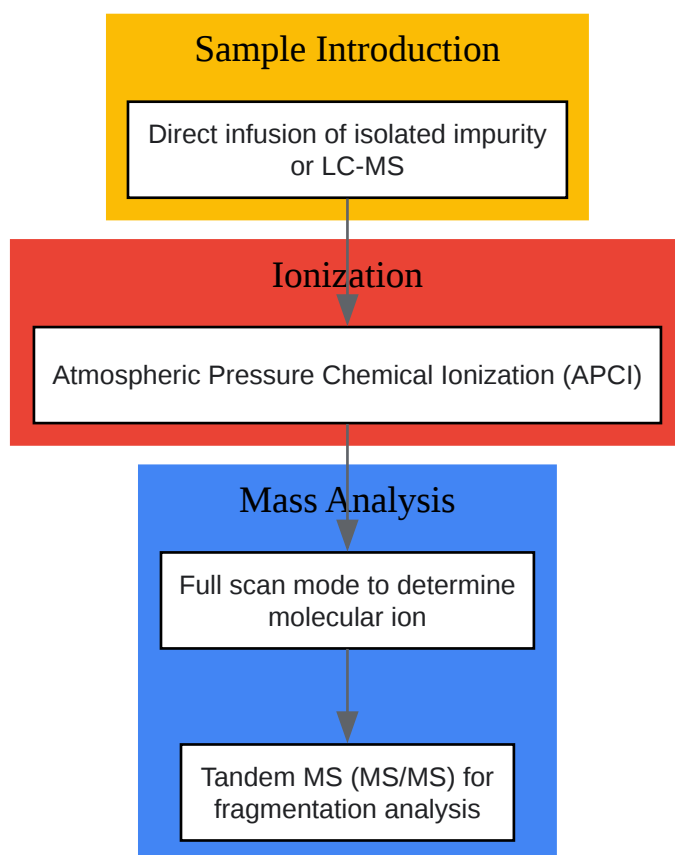 Sample Introduction
Direct infusion of isolated impurity
or LC-MS
Ionization
Atmospheric Pressure Chemical Ionization (APCI)
Mass Analysis
Full scan mode to determine
molecular ion
Tandem MS (MS/MS) for
fragmentation analysis